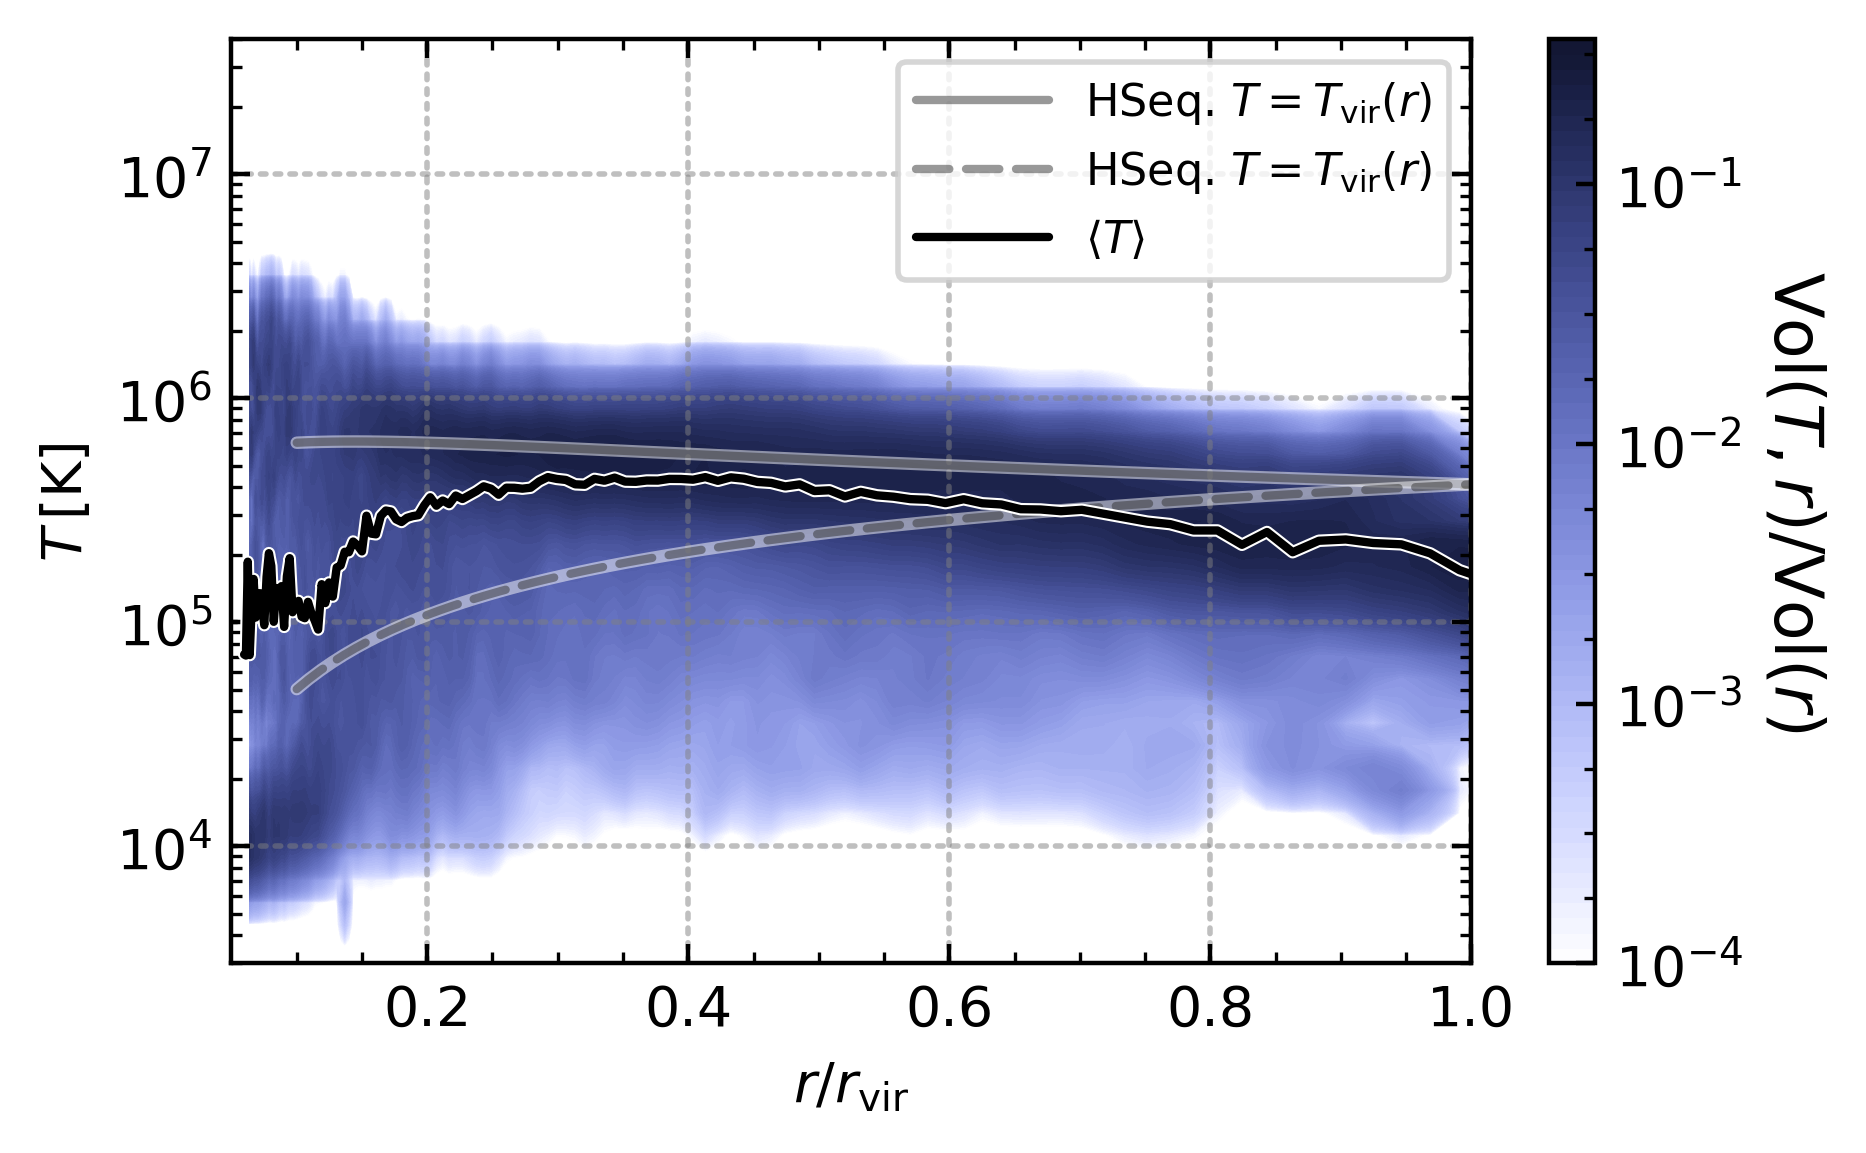 HSeq. T = T_vir(r)
HSeq. T = T_vir(r)
⟨T⟩
T [K]
10^7
10^6
10^5
10^4
0.2 0.4 0.6 0.8 1.0
r/r_vir
10^−1
10^−2
10^−3
10^−4
Vol(T, r)/Vol(r)